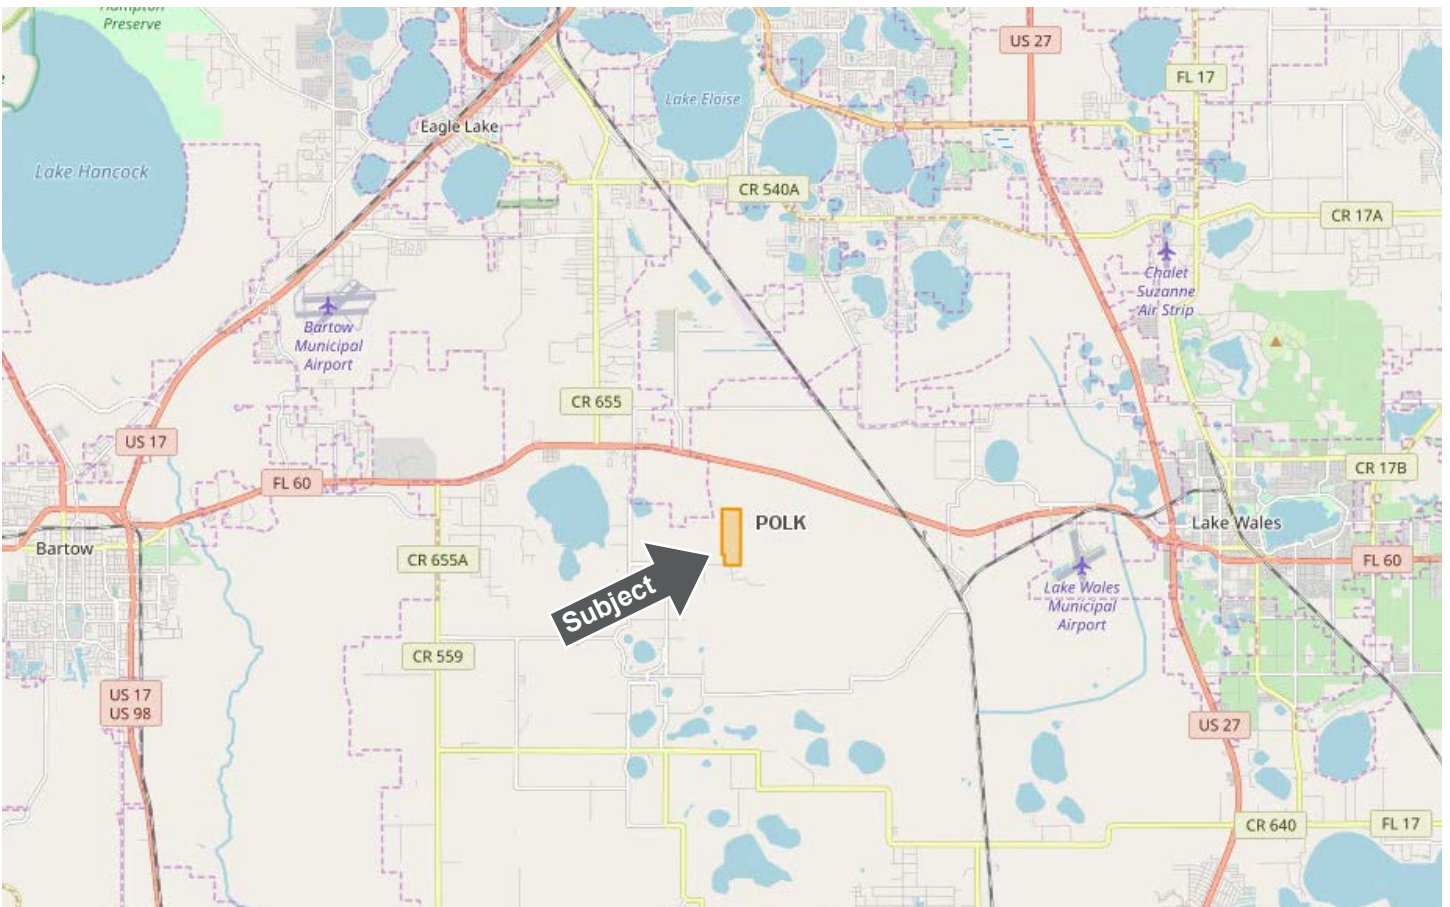 Preserve
US 27
FL 17
Lake Eloise
Eagle Lake
Lake Hancock
CR 540A
CR 17A
Chalet
Suzanne
Air Strip
Bartow
Municipal
Airport
CR 655
US 17
FL 60
CR 17B
POLK
Lake Wales
Bartow
CR 655A
FL 60
Subject
Lake Wales
Municipal
Airport
CR 559
US 17
US 98
US 27
CR 640
FL 17